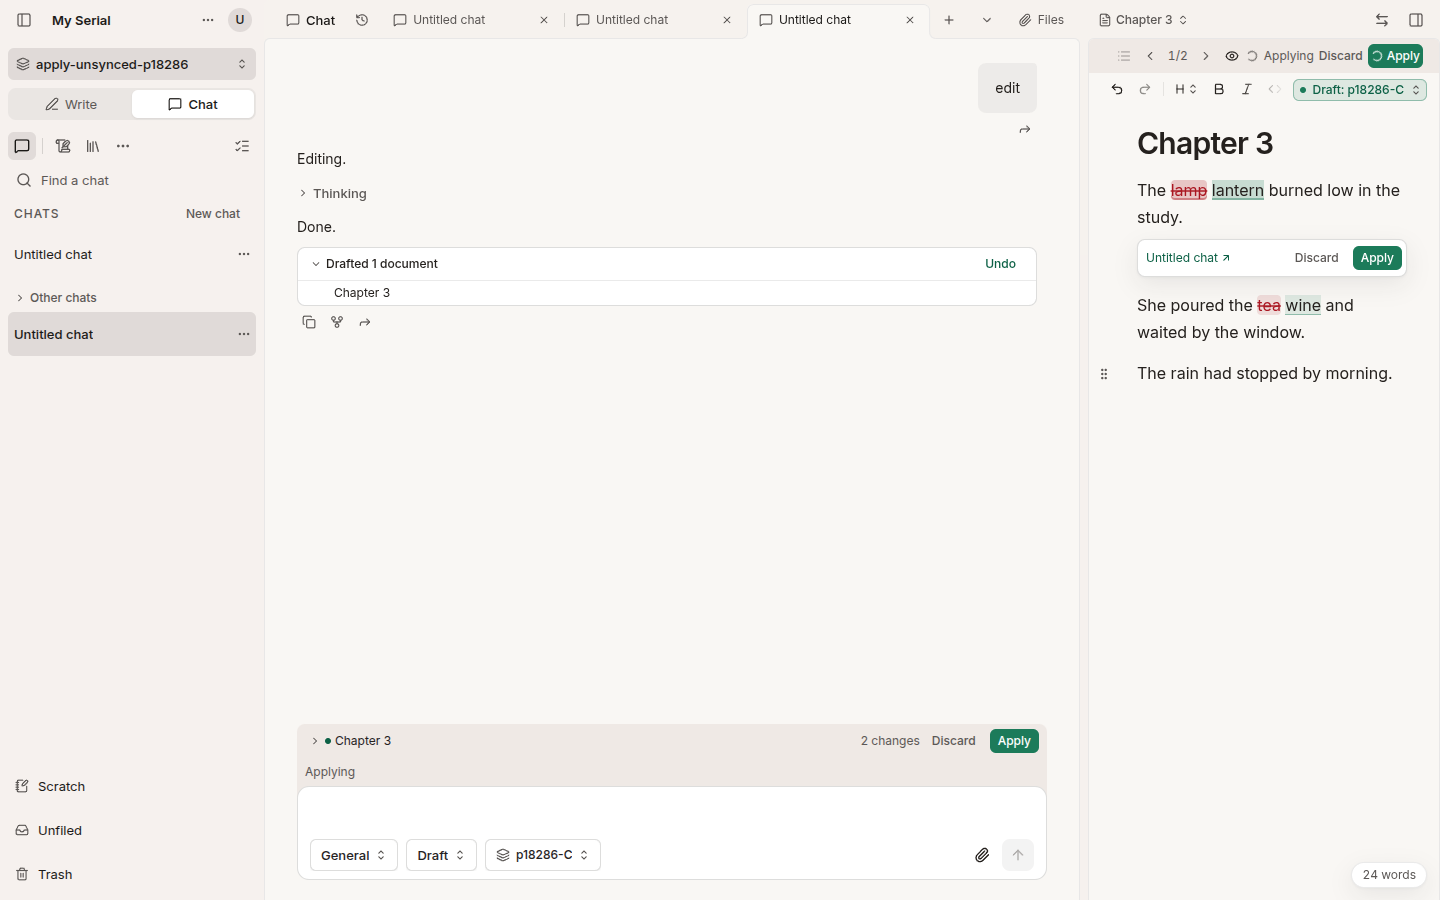 My Serial
U
apply-unsynced-p18286
Write
Chat
Find a chat
CHATS
New chat
Untitled chat
Other chats
Untitled chat
Scratch
Unfiled
Trash
Chat
Untitled chat
Untitled chat
Untitled chat
Files
edit
Editing.
Thinking
Done.
Drafted 1 document
Undo
Chapter 3
Chapter 3
2 changes
Discard
Apply
Applying
General
Draft
p18286-C
Chapter 3
1/2
Applying
Discard
Apply
H
B
I
Draft: p18286-C
Chapter 3
The lamp lantern burned low in the
study.
Untitled chat
Discard
Apply
She poured the tea wine and
waited by the window.
The rain had stopped by morning.
24 words